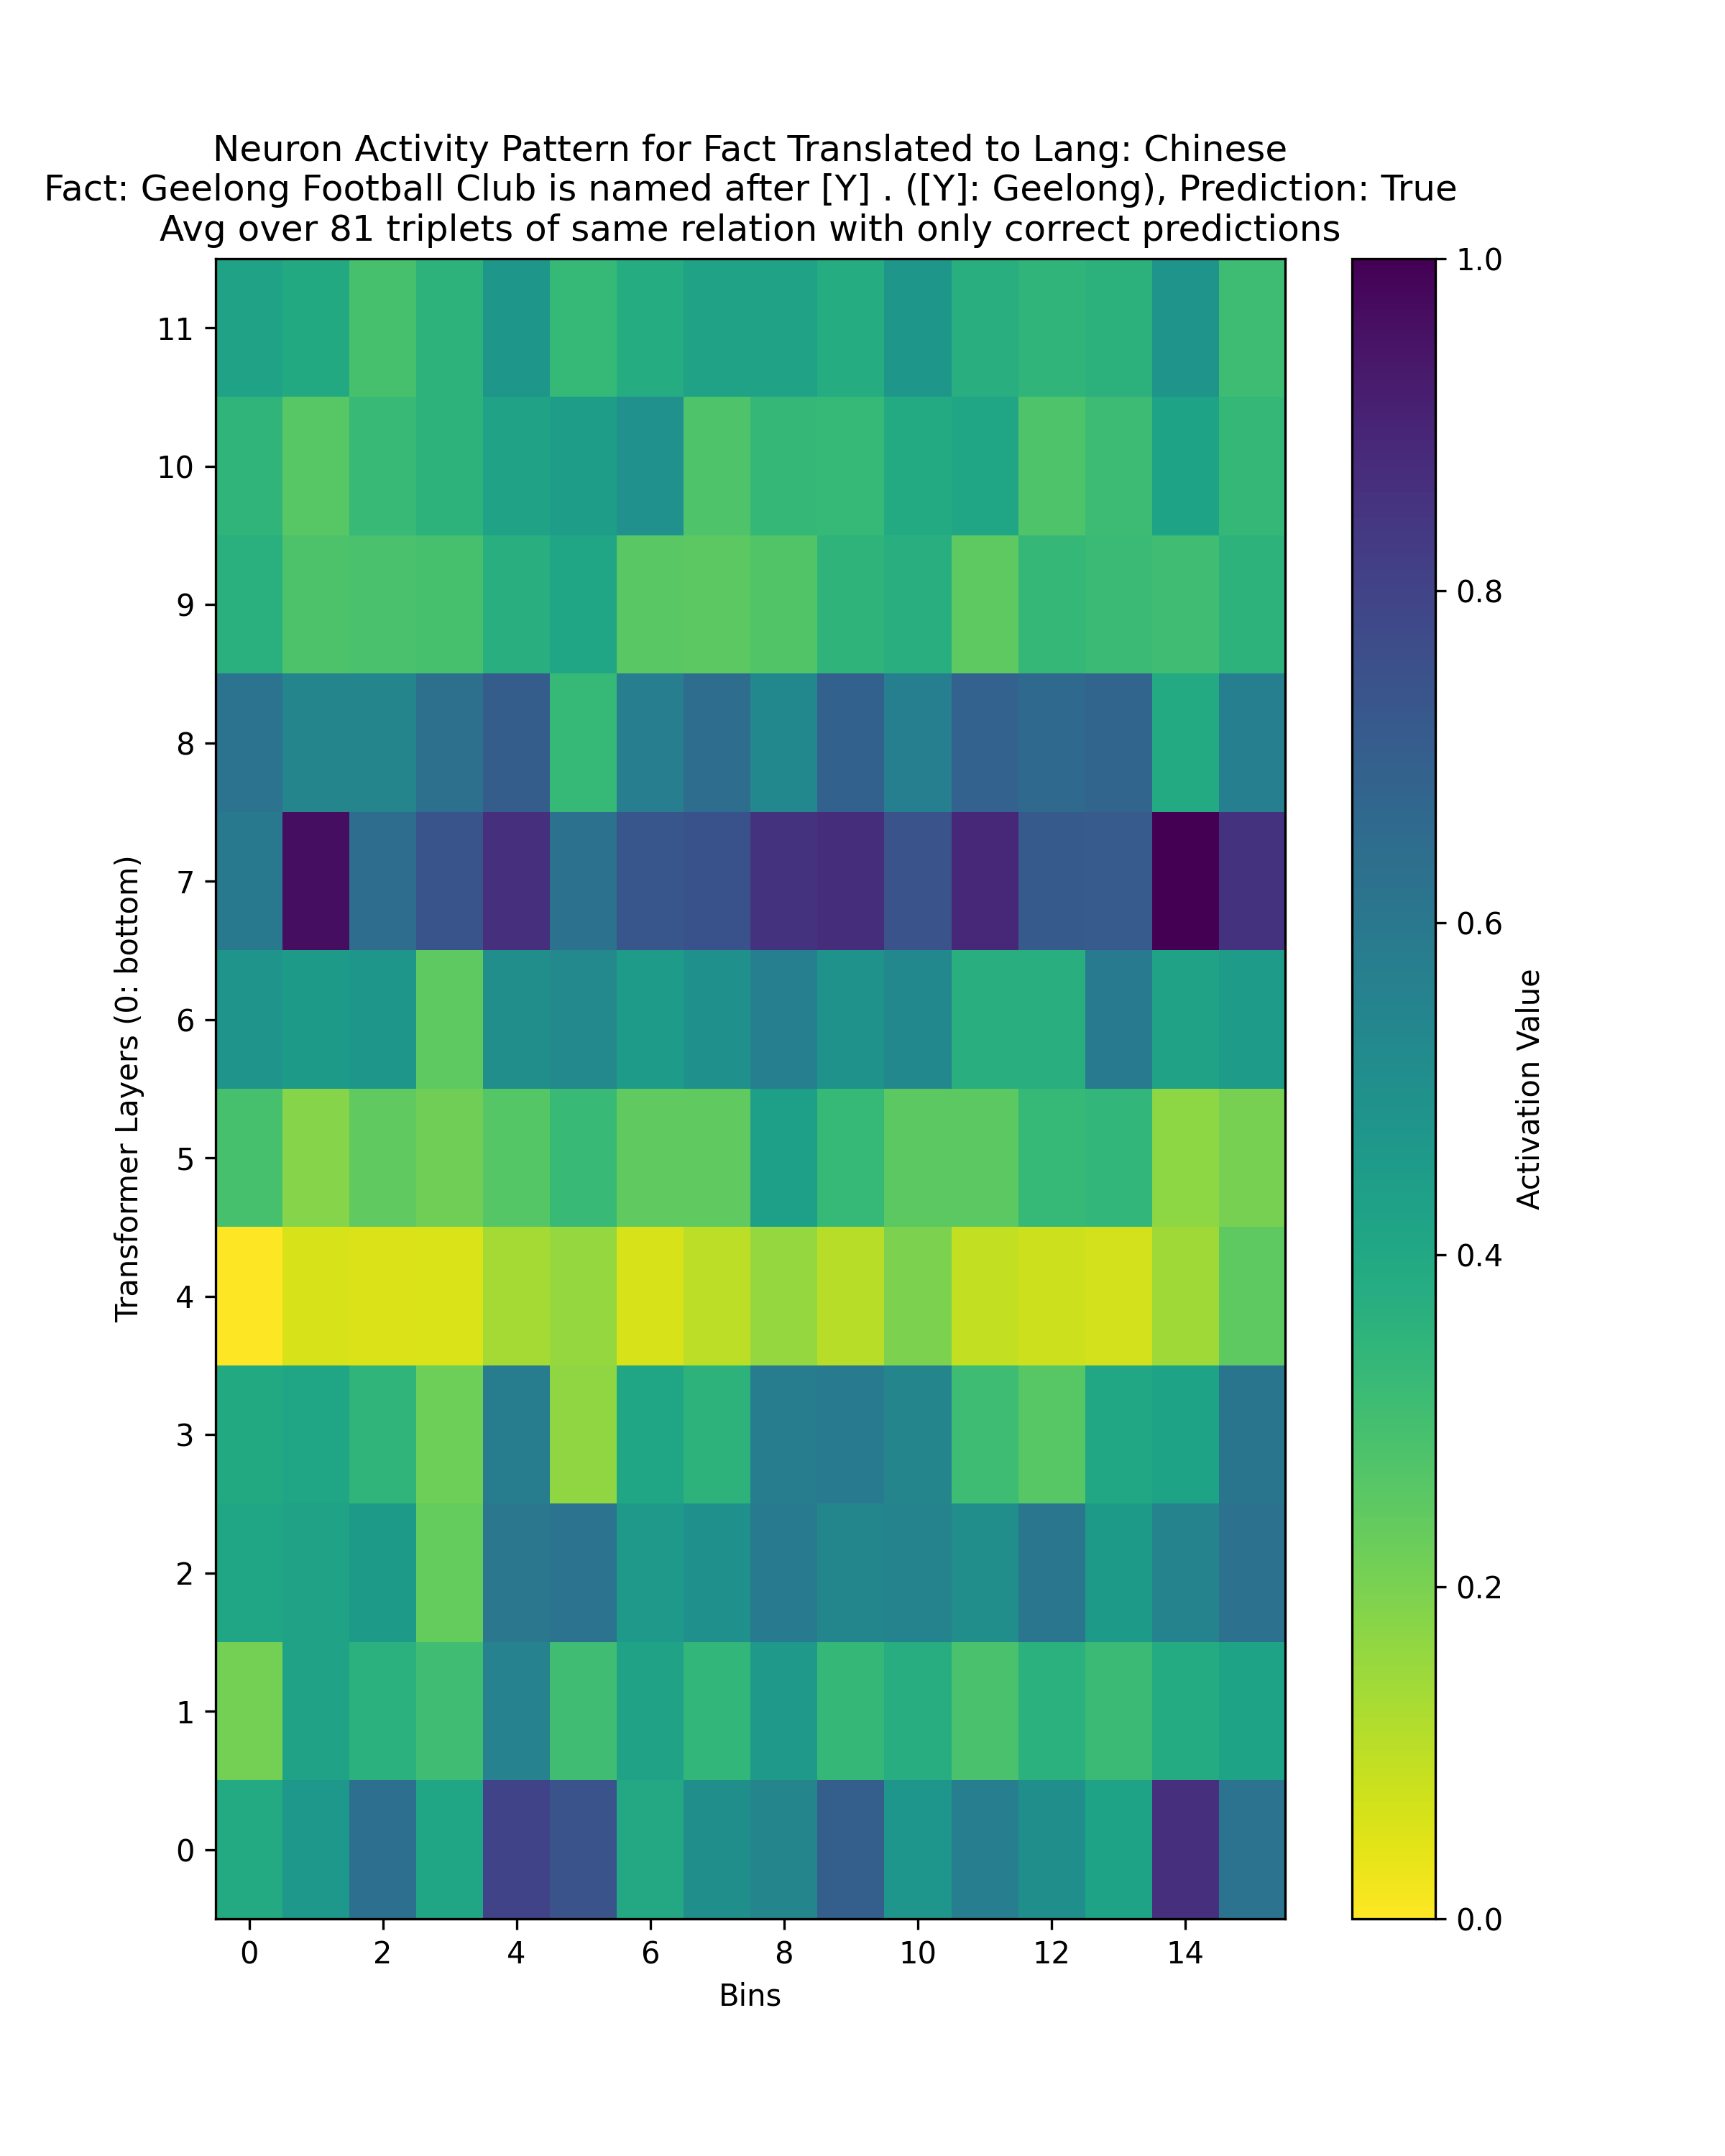 Neuron Activity Pattern for Fact Translated to Lang: Chinese
Fact: Geelong Football Club is named after [Y] . ([Y]: Geelong), Prediction: True
Avg over 81 triplets of same relation with only correct predictions
11
10
9
8
7
6
5
4
3
2
1
0
Transformer Layers (0: bottom)
0 2 4 6 8 10 12 14
Bins
1.0
0.8
0.6
0.4
0.2
0.0
Activation Value